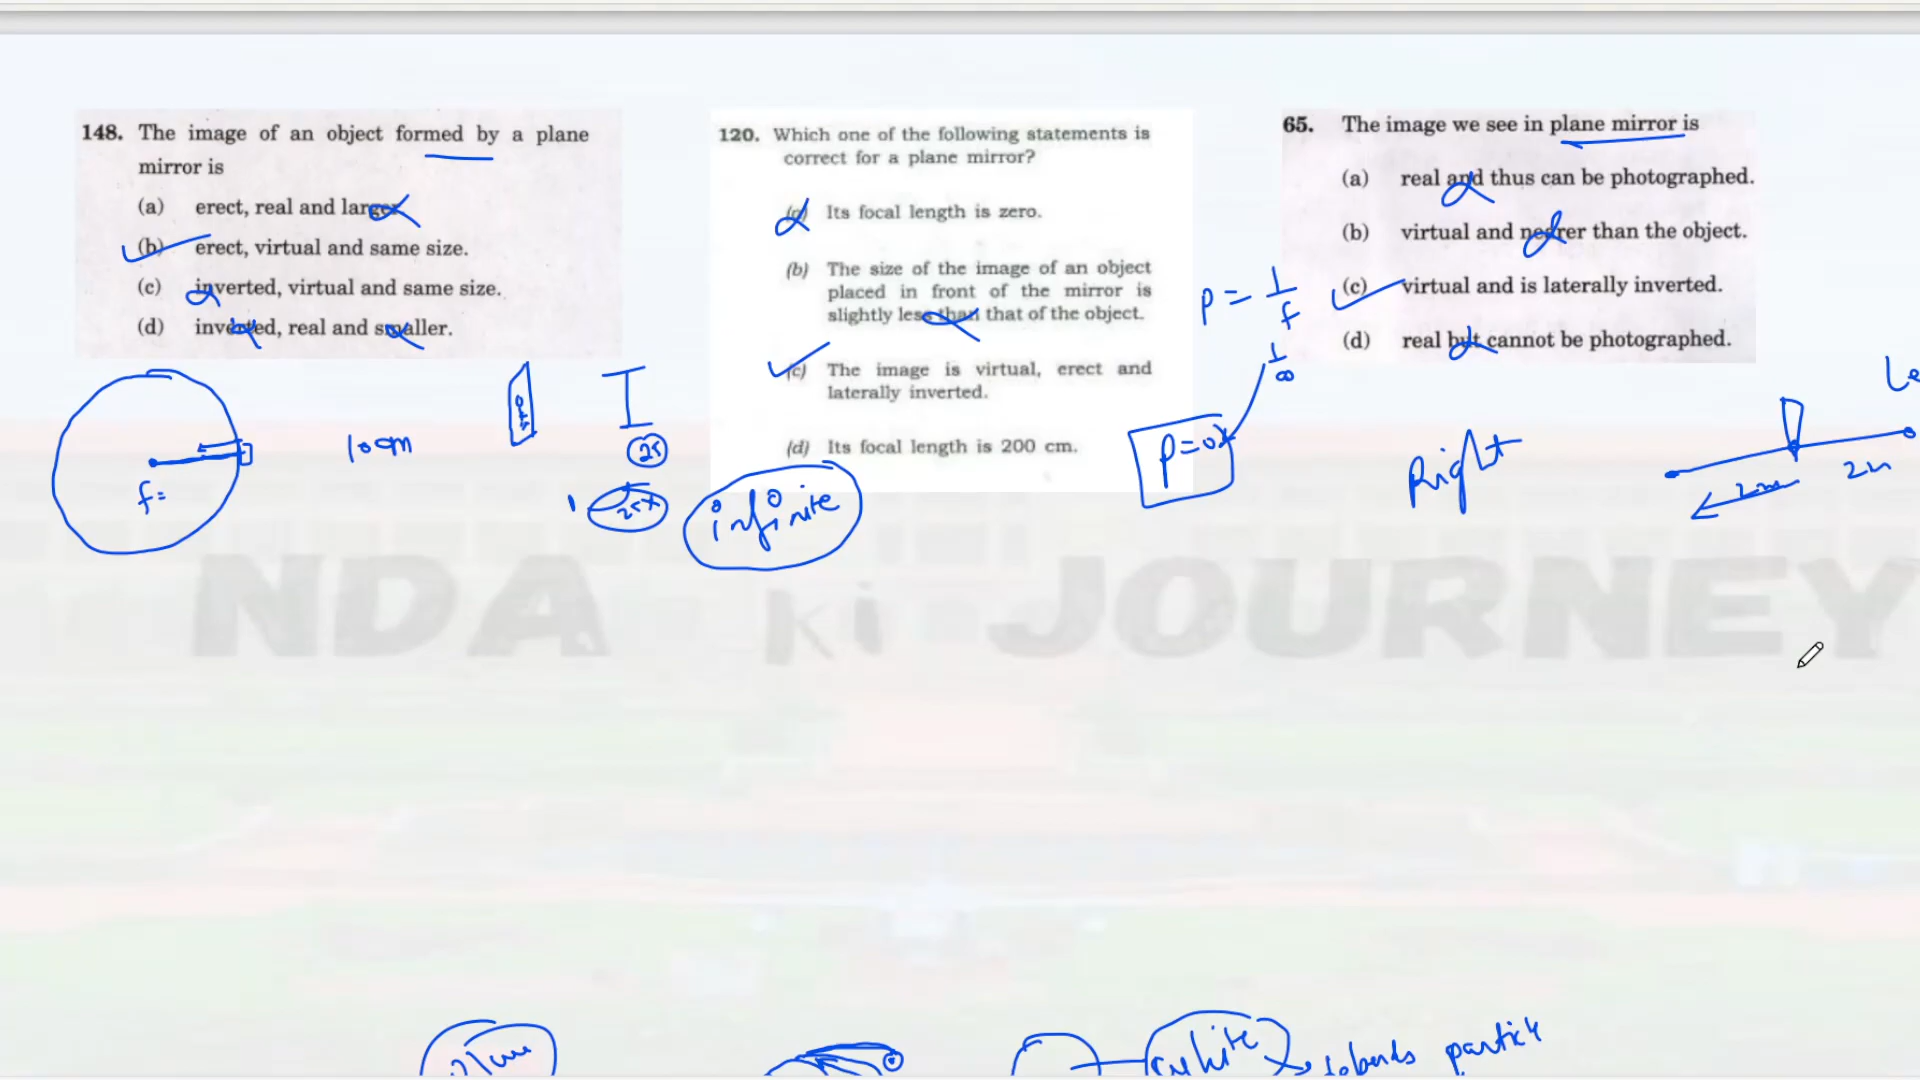 148. The image of an object formed by a plane
mirror is
(a) erect, real and larger.
(b) erect, virtual and same size.
(c) inverted, virtual and same size.
(d) inverted, real and smaller.
120. Which one of the following statements is
correct for a plane mirror?
(a) Its focal length is zero.
(b) The size of the image of an object
placed in front of the mirror is
slightly less than that of the object.
(c) The image is virtual, erect and
laterally inverted.
(d) Its focal length is 200 cm.
65. The image we see in plane mirror is
(a) real and thus can be photographed.
(b) virtual and nearer than the object.
(c) virtual and is laterally inverted.
(d) real but cannot be photographed.
P = 1/f
1/∞
P=0
f=
10cm
I
25
infinite
Right
2m
NDA Ki JOURNEY
white